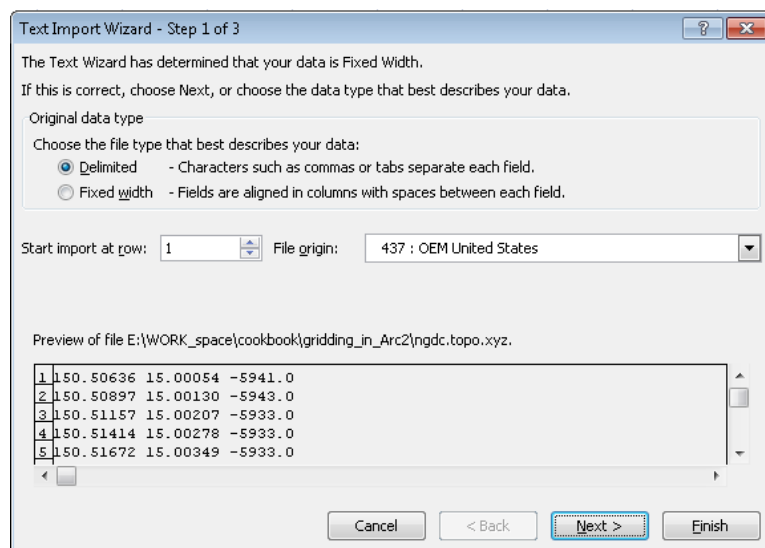 Text Import Wizard - Step 1 of 3
The Text Wizard has determined that your data is Fixed Width.
If this is correct, choose Next, or choose the data type that best describes your data.
Original data type
Choose the file type that best describes your data:
Delimited - Characters such as commas or tabs separate each field.
Fixed width - Fields are aligned in columns with spaces between each field.
Start import at row: 1 File origin: 437 : OEM United States
Preview of file E:\WORK_space\cookbook\gridding_in_Arc2\ngdc.topo.xyz.
1 150.50636 15.00054 -5941.0
2 150.50897 15.00130 -5943.0
3 150.51157 15.00207 -5933.0
4 150.51414 15.00278 -5933.0
5 150.51672 15.00349 -5933.0
Cancel < Back Next > Finish